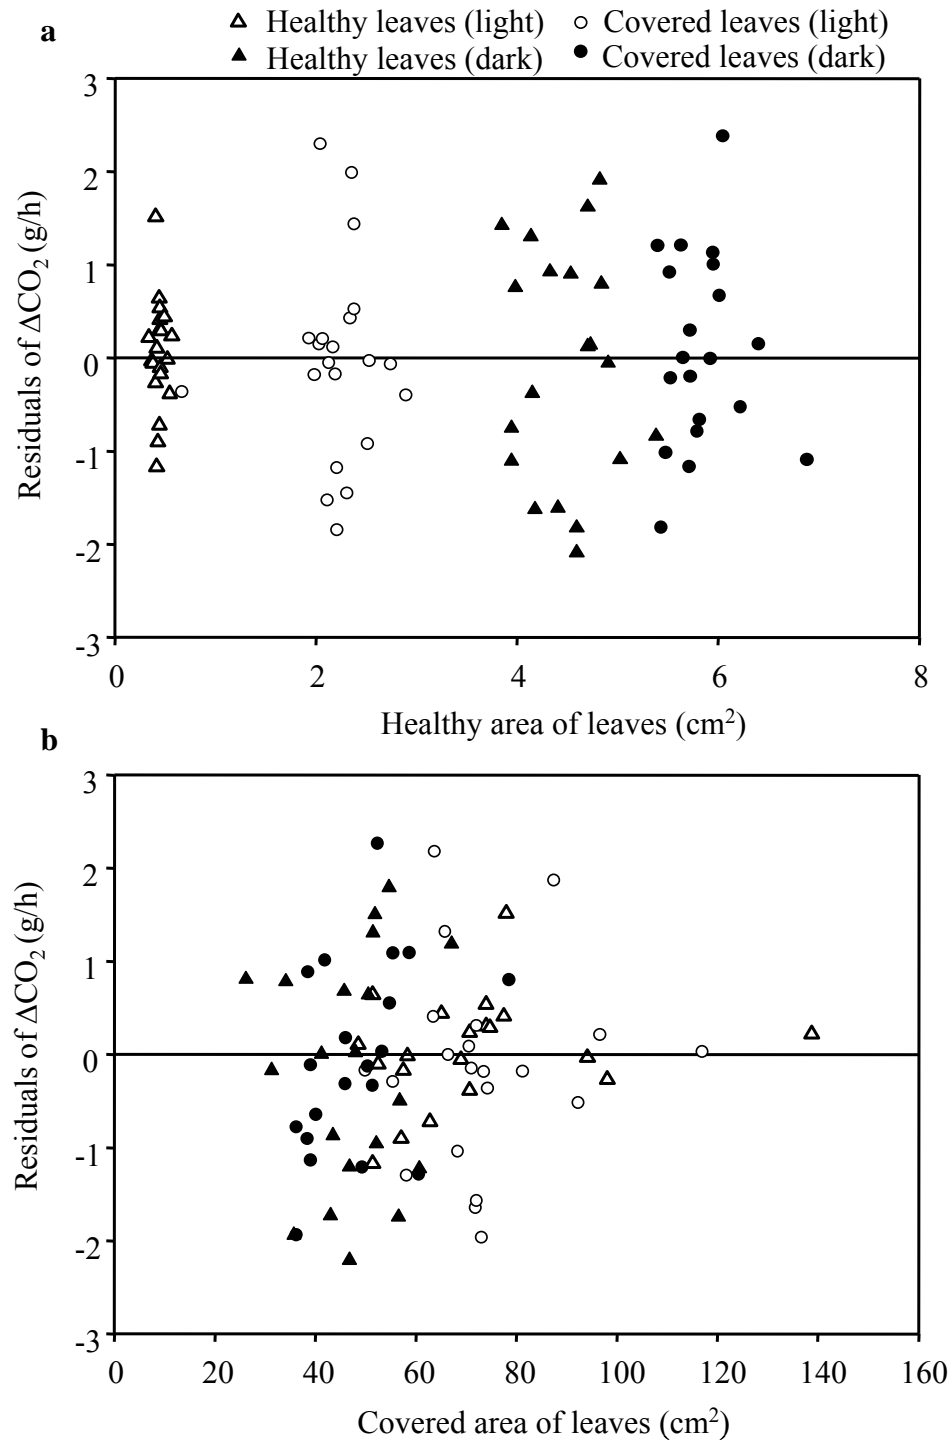 a
Healthy leaves (light) Covered leaves (light)
Healthy leaves (dark) Covered leaves (dark)
3
2
1
0
-1
-2
-3
Residuals of ΔCO₂ (g/h)
0 2 4 6 8
Healthy area of leaves (cm²)
b
3
2
1
0
-1
-2
-3
Residuals of ΔCO₂ (g/h)
0 20 40 60 80 100 120 140 160
Covered area of leaves (cm²)